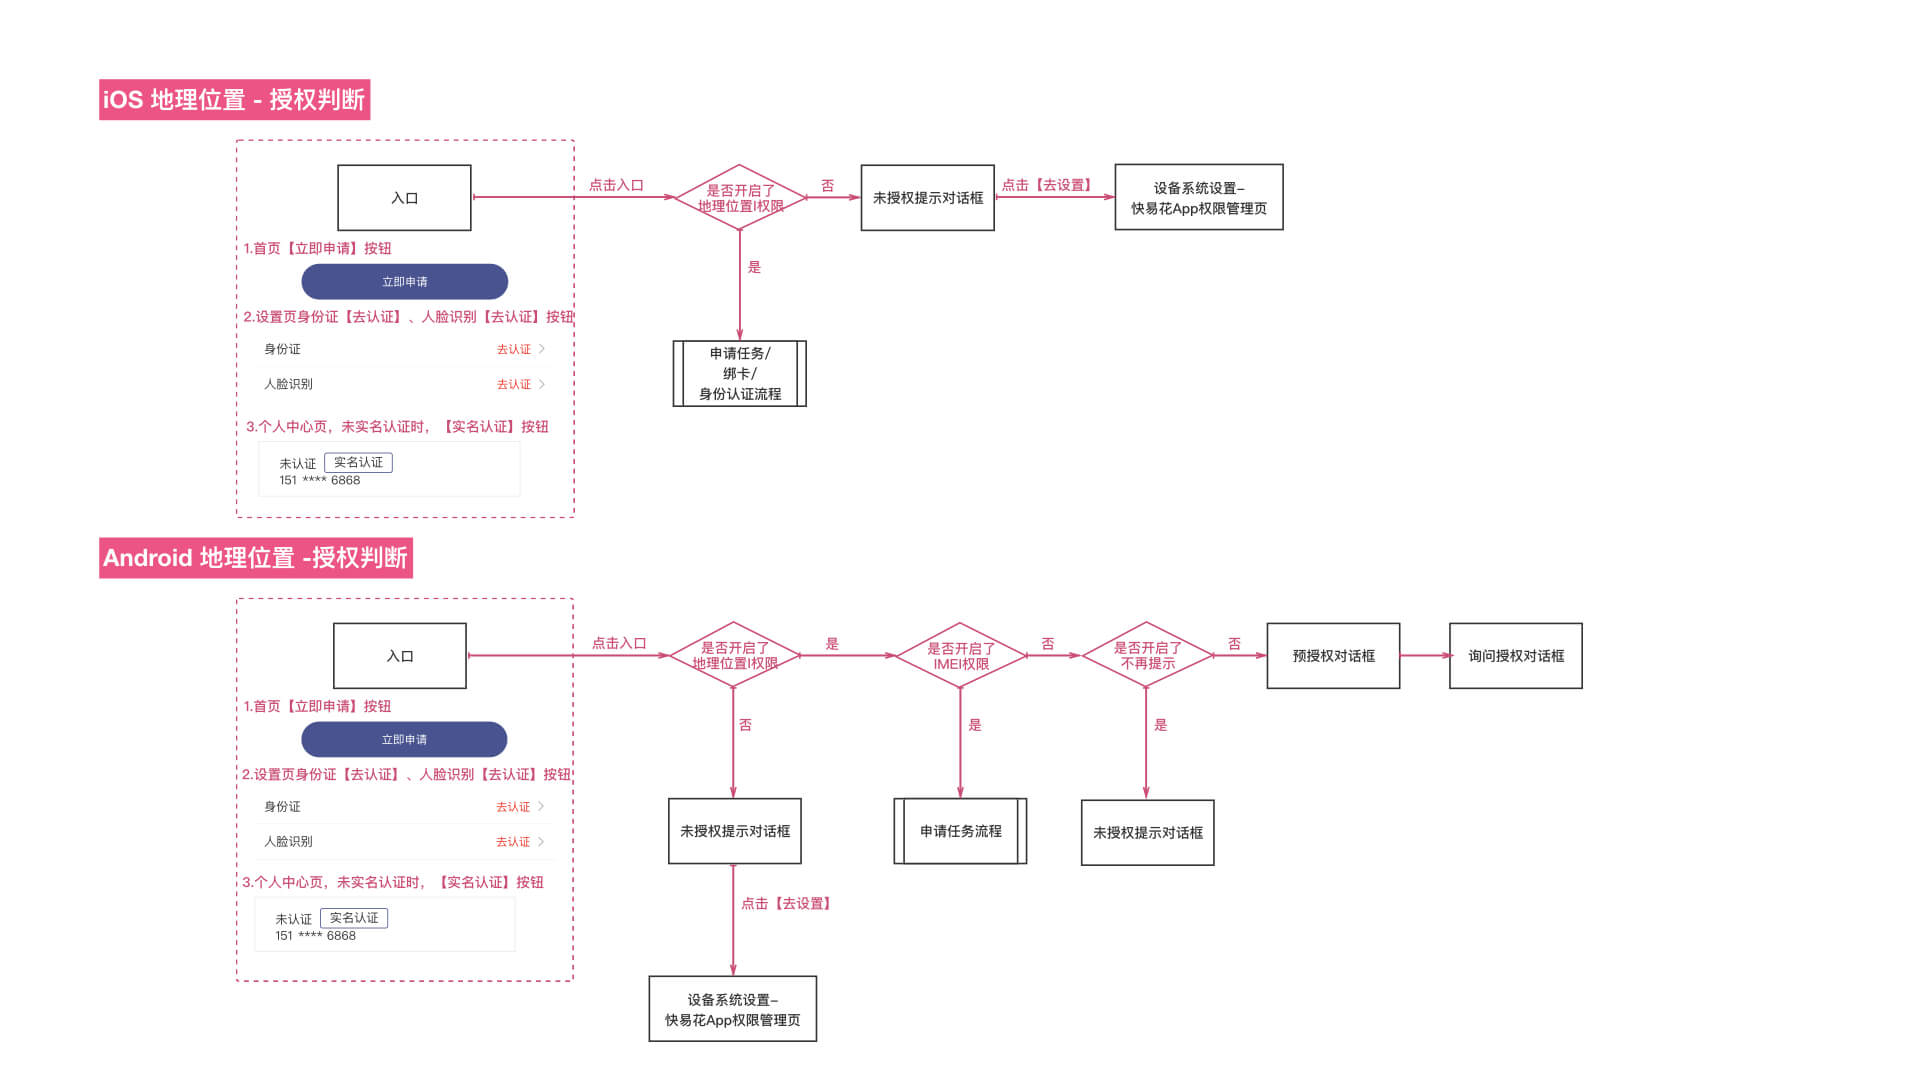 iOS 地理位置 - 授权判断
入口
点击入口
是否开启了
地理位置I权限
否
未授权提示对话框
点击【去设置】
设备系统设置-
快易花App权限管理页
是
申请任务/
绑卡/
身份认证流程
1.首页【立即申请】按钮
立即申请
2.设置页身份证【去认证】、人脸识别【去认证】按钮
身份证 去认证
人脸识别 去认证
3.个人中心页，未实名认证时，【实名认证】按钮
未认证 实名认证
151 **** 6868
Android 地理位置 -授权判断
入口
点击入口
是否开启了
地理位置I权限
是
是否开启了
IMEI权限
否
是否开启了
不再提示
否
预授权对话框
询问授权对话框
否
是
是
未授权提示对话框
申请任务流程
未授权提示对话框
点击【去设置】
设备系统设置-
快易花App权限管理页
1.首页【立即申请】按钮
立即申请
2.设置页身份证【去认证】、人脸识别【去认证】按钮
身份证 去认证
人脸识别 去认证
3.个人中心页，未实名认证时，【实名认证】按钮
未认证 实名认证
151 **** 6868